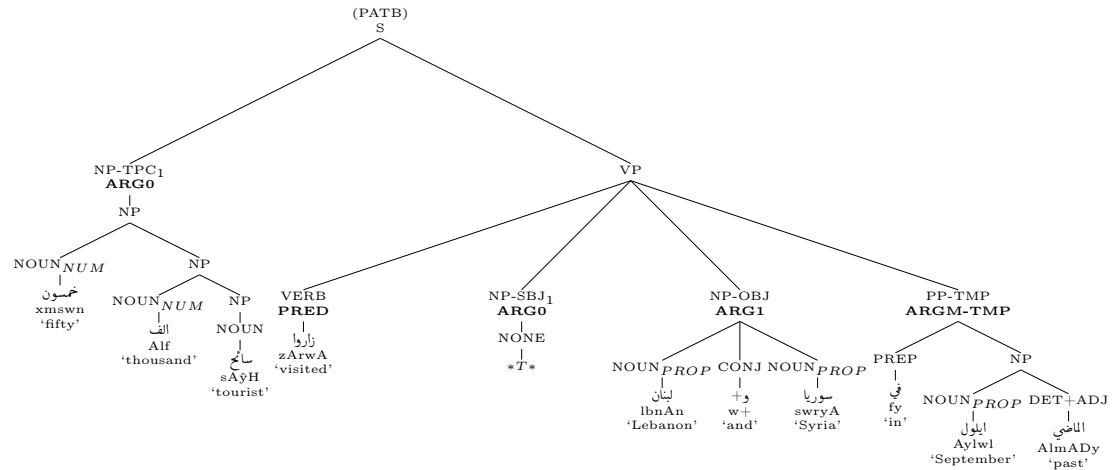 (PATB)
S
NP-TPC1
ARG0
VP
NP
NOUNNUM
NP
خمسون
xmswn
‘fifty’
NOUNNUM
NP
الف
Alf
‘thousand’
NOUN
سائح
sAŷH
‘tourist’
VERB
PRED
زاروا
zArwA
‘visited’
NP-SBJ1
ARG0
NONE
*T*
NP-OBJ
ARG1
NOUNPROP CONJ NOUNPROP
لبنان
lbnAn
‘Lebanon’
و+
w+
‘and’
سوريا
swryA
‘Syria’
PP-TMP
ARGM-TMP
PREP
في
fy
‘in’
NP
NOUNPROP DET+ADJ
ايلول
Aylwl
‘September’
الماضي
AlmADy
‘past’